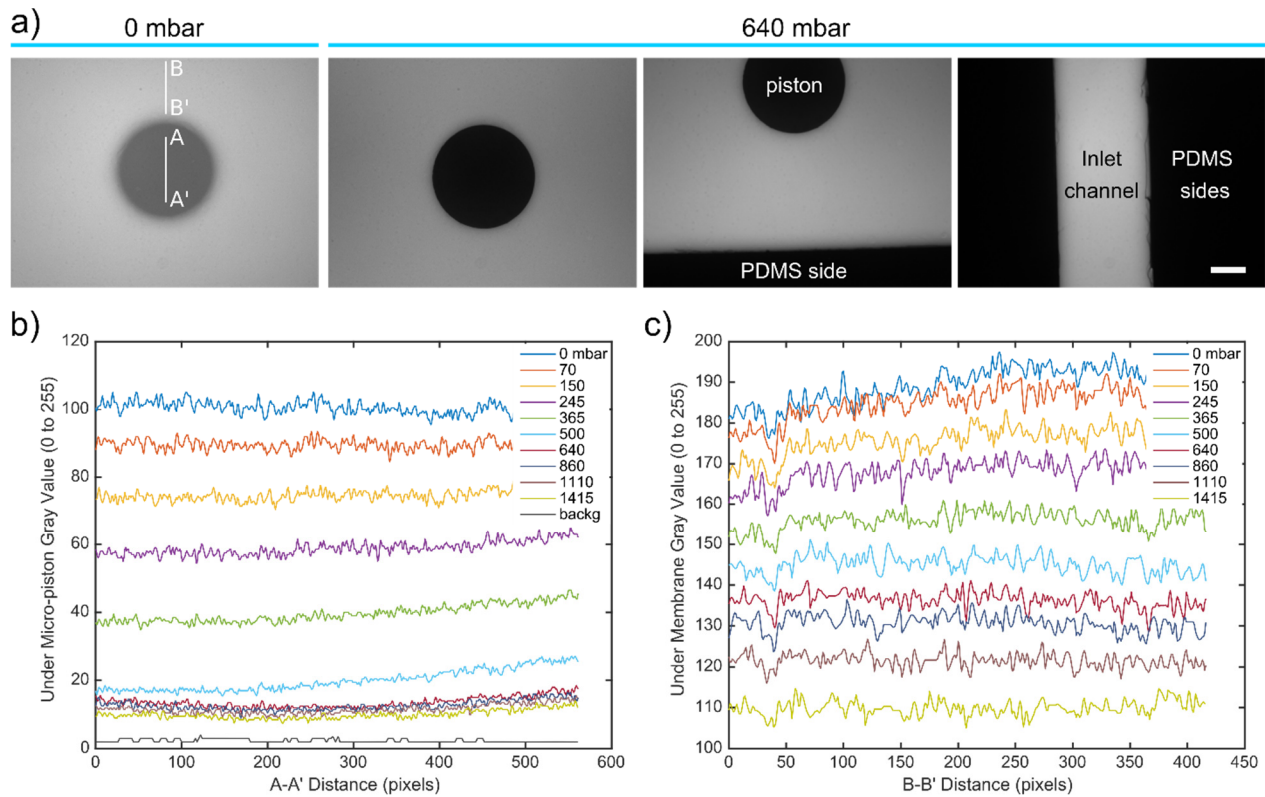 a)
0 mbar
640 mbar
B
B'
A
A'
piston
PDMS side
Inlet
channel
PDMS
sides
b)
Under Micro-piston Gray Value (0 to 255)
120
100
80
60
40
20
0
0 100 200 300 400 500 600
A-A' Distance (pixels)
0 mbar
70
150
245
365
500
640
860
1110
1415
backg
c)
Under Membrane Gray Value (0 to 255)
200
190
180
170
160
150
140
130
120
110
100
0 50 100 150 200 250 300 350 400 450
B-B' Distance (pixels)
0 mbar
70
150
245
365
500
640
860
1110
1415